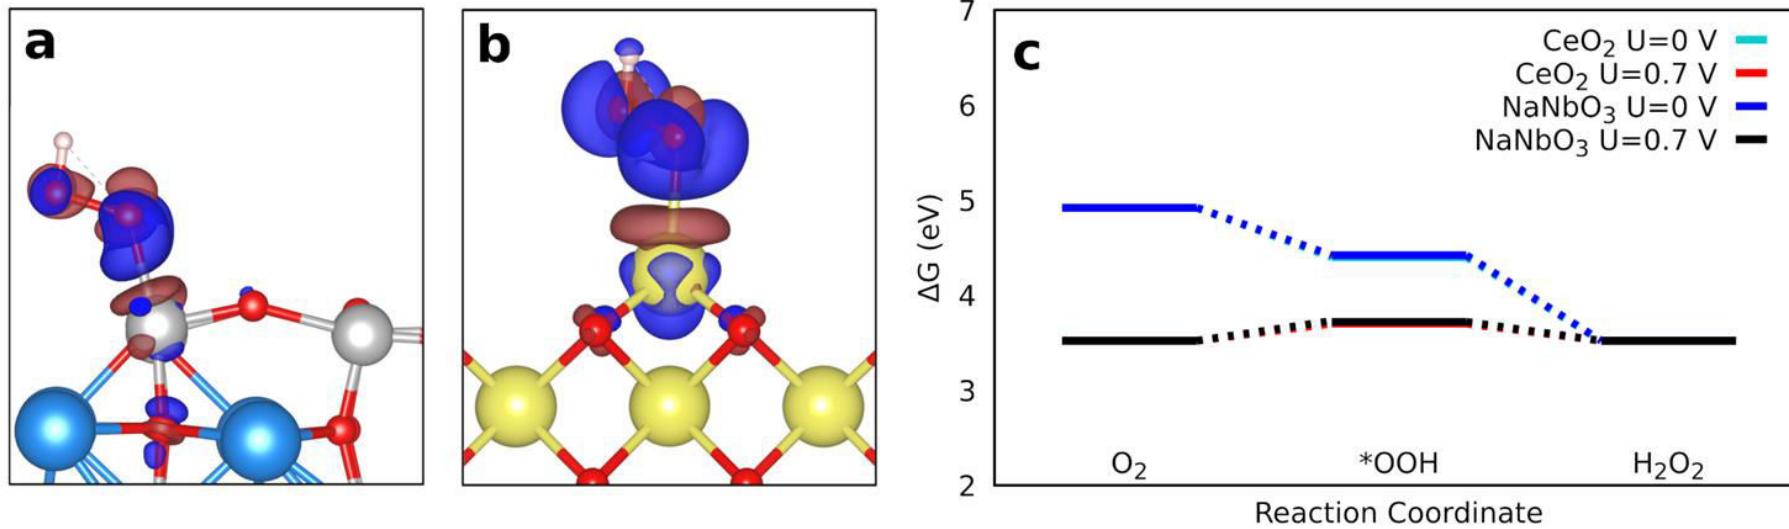 a
b
c
CeO₂ U=0 V
CeO₂ U=0.7 V
NaNbO₃ U=0 V
NaNbO₃ U=0.7 V
7
6
5
4
3
2
ΔG (eV)
O₂ *OOH H₂O₂
Reaction Coordinate